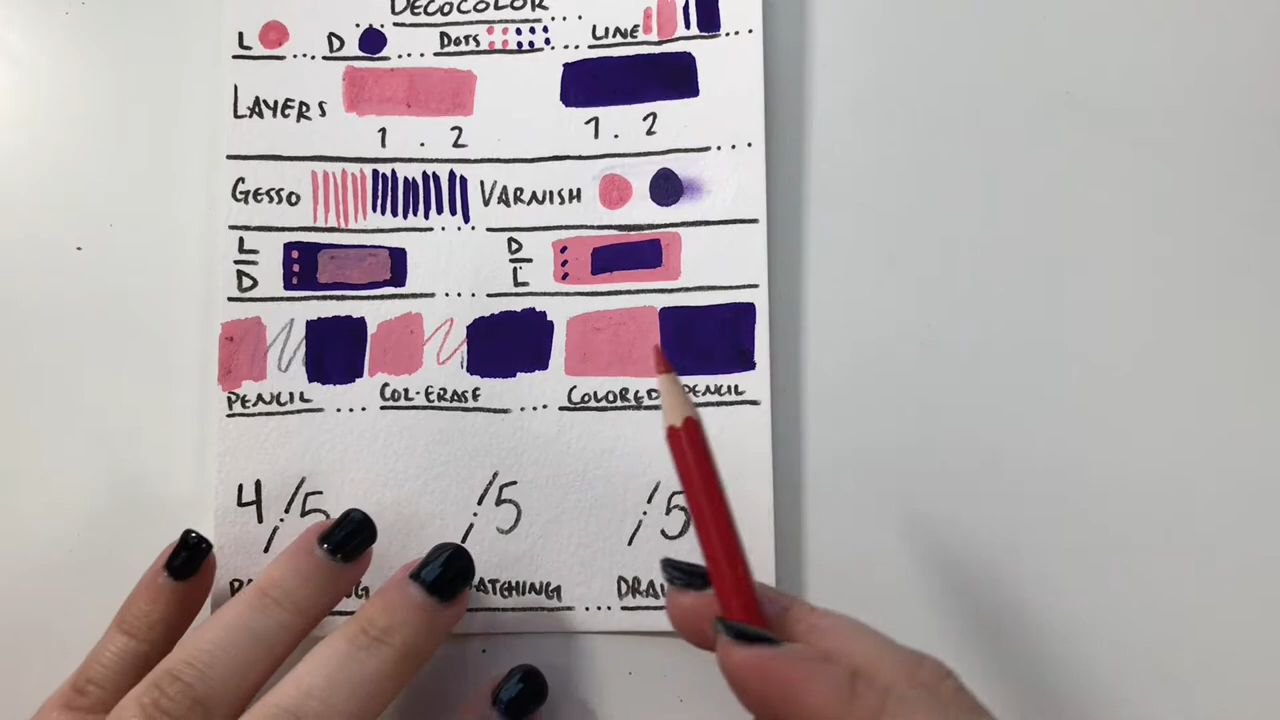 DECOCOLOR
L ... D ... DOTS ... LINE ...
LAYERS
1 . 2 1 . 2
GESSO VARNISH
L D
D L
PENCIL ... COL-ERASE ... COLORED PENCIL
4/5 /5 /5